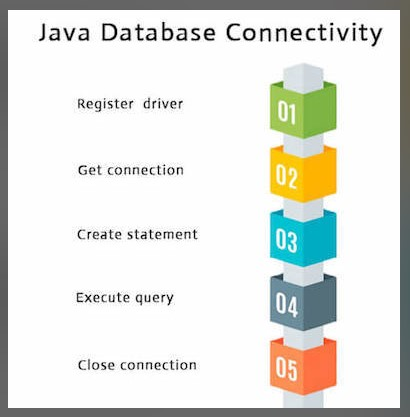 Java Database Connectivity
Register driver
01
Get connection
02
Create statement
03
Execute query
04
Close connection
05